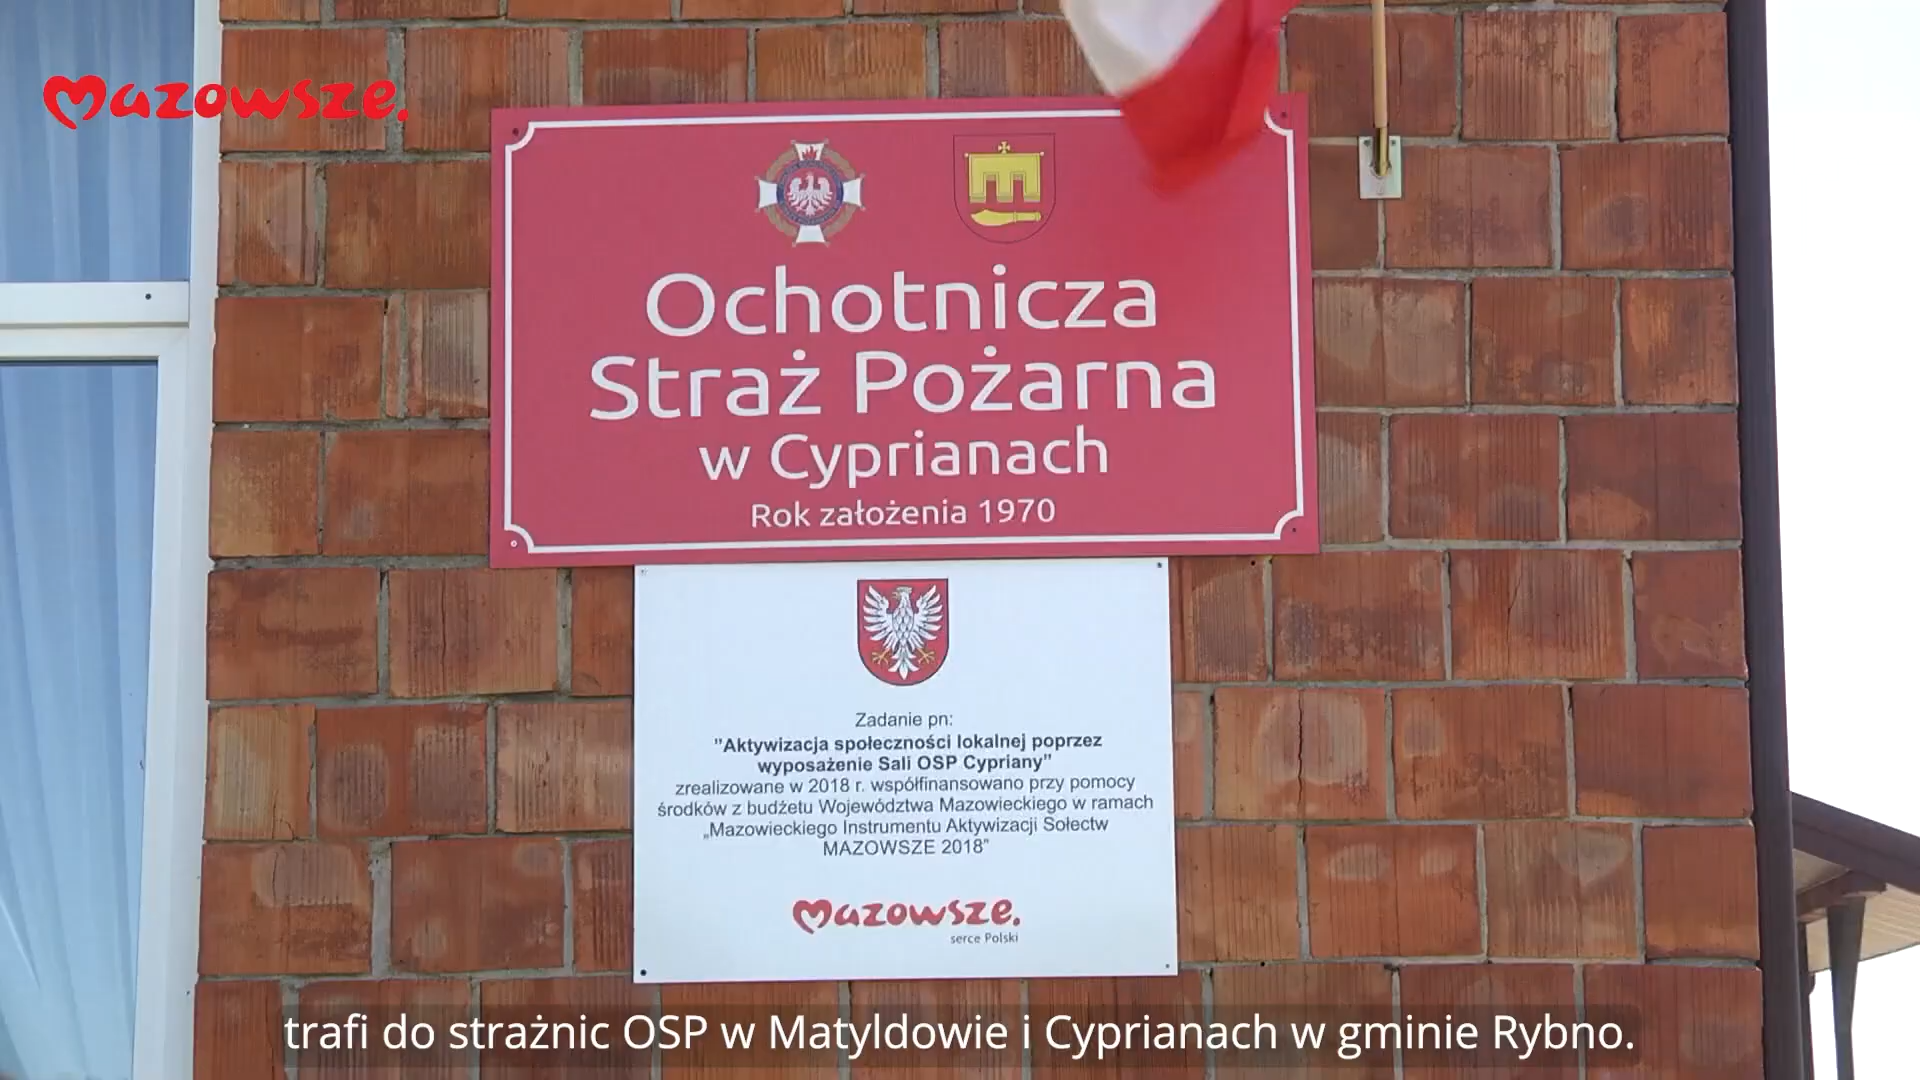 Mazowsze.
Ochotnicza
Straż Pożarna
w Cyprianach
Rok założenia 1970
Zadanie pn:
"Aktywizacja społeczności lokalnej poprzez
wyposażenie Sali OSP Cypriany"
zrealizowane w 2018 r. współfinansowano przy pomocy
środków z budżetu Województwa Mazowieckiego w ramach
„Mazowieckiego Instrumentu Aktywizacji Sołectw
MAZOWSZE 2018”
Mazowsze.
serce Polski
trafi do strażnic OSP w Matyldowie i Cyprianach w gminie Rybno.